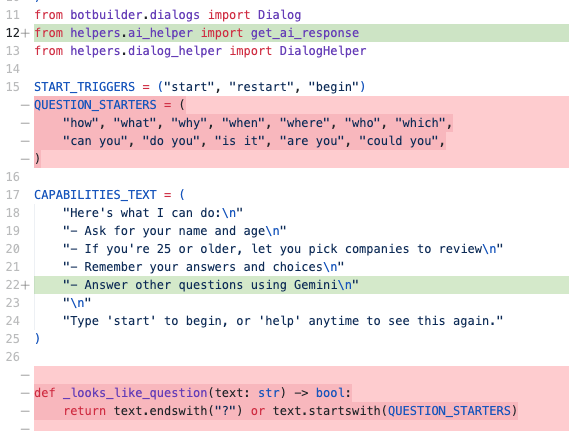 )
11 from botbuilder.dialogs import Dialog
12+ from helpers.ai_helper import get_ai_response
13 from helpers.dialog_helper import DialogHelper
14
15 START_TRIGGERS = ("start", "restart", "begin")
— QUESTION_STARTERS = (
—     "how", "what", "why", "when", "where", "who", "which",
—     "can you", "do you", "is it", "are you", "could you",
— )
16
17 CAPABILITIES_TEXT = (
18     "Here's what I can do:\n"
19     "- Ask for your name and age\n"
20     "- If you're 25 or older, let you pick companies to review\n"
21     "- Remember your answers and choices\n"
22+     "- Answer other questions using Gemini\n"
23     "\n"
24     "Type 'start' to begin, or 'help' anytime to see this again."
25 )
26
—
— def _looks_like_question(text: str) -> bool:
—     return text.endswith("?") or text.startswith(QUESTION_STARTERS)
—